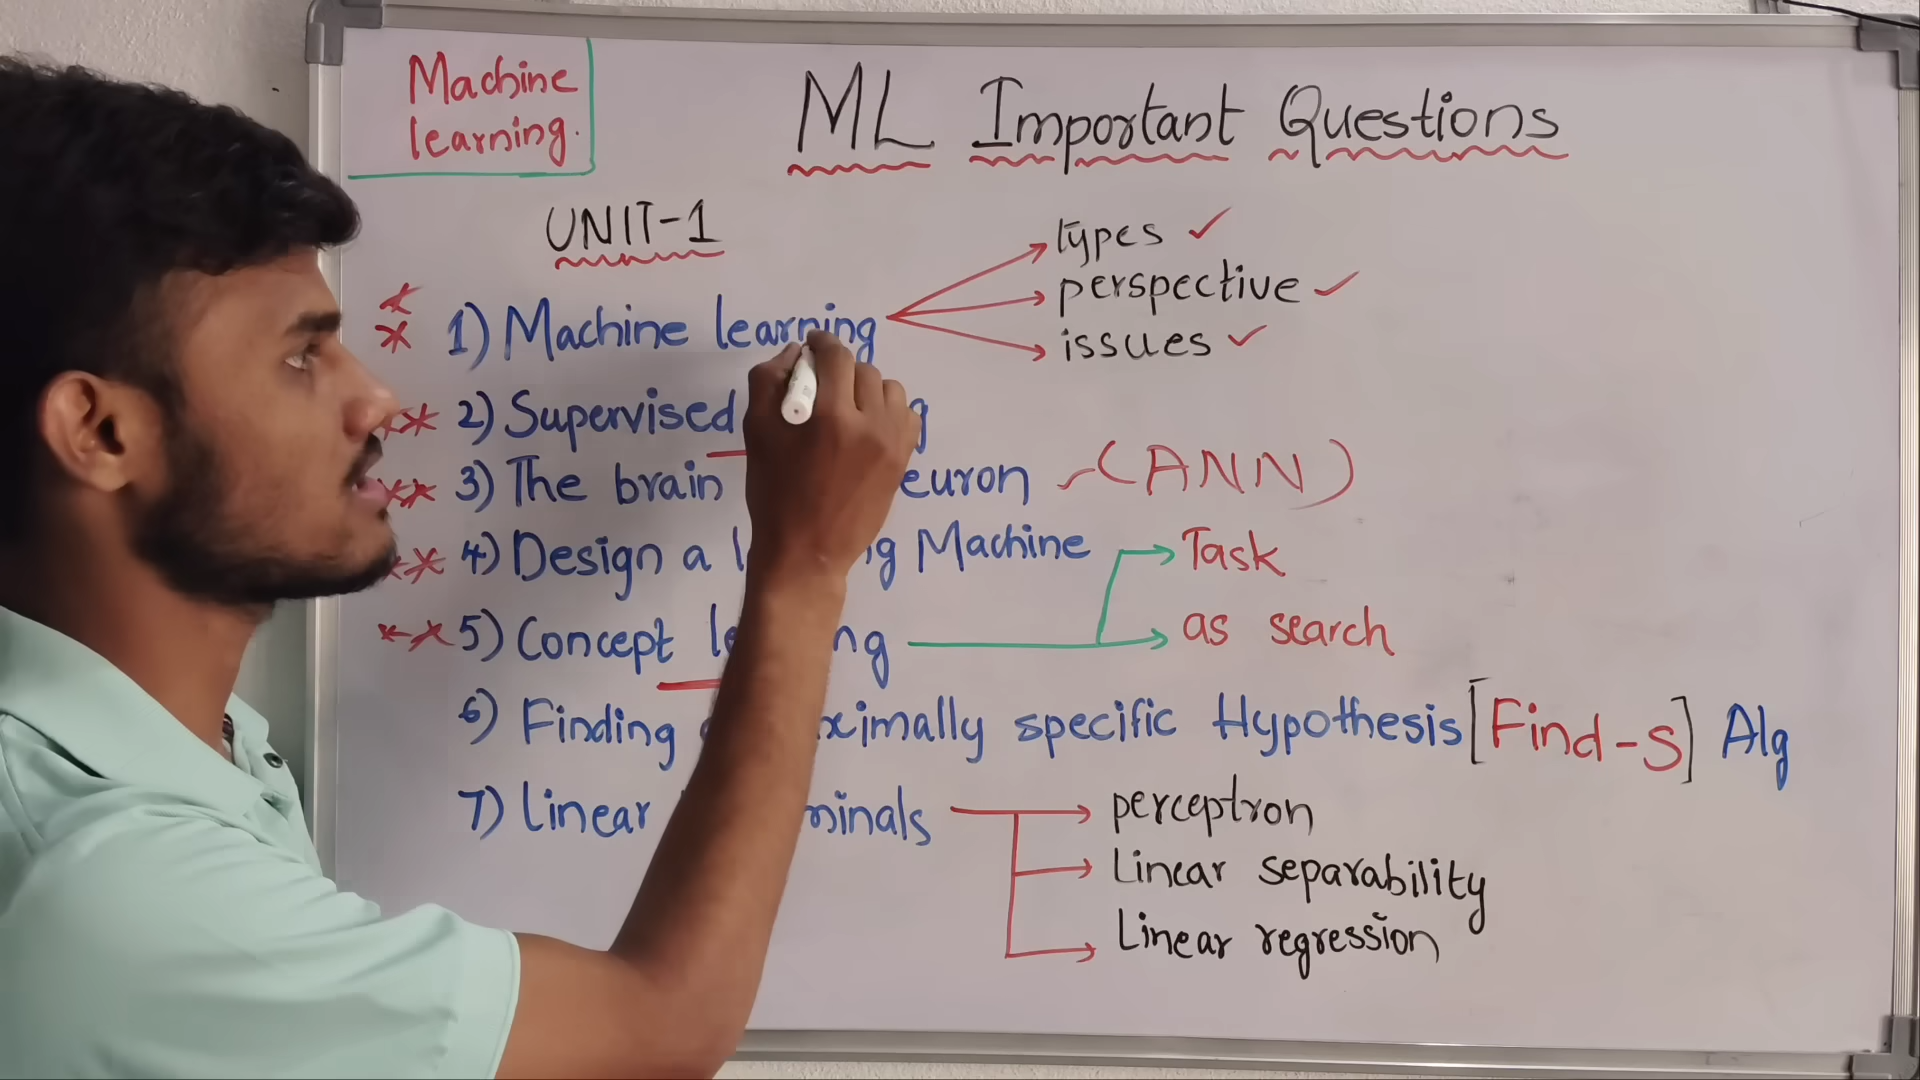 Machine
learning.
ML Important Questions
UNIT-1
types ✓
perspective ✓
issues ✓
** 1) Machine learning
** 2) Supervised
** 3) The brain euron (ANN)
** 4) Design a Machine
Task
** 5) Concept
as search
6) Finding specific Hypothesis [Find-S] Alg
7) Linear
perceptron
Linear separability
Linear regression